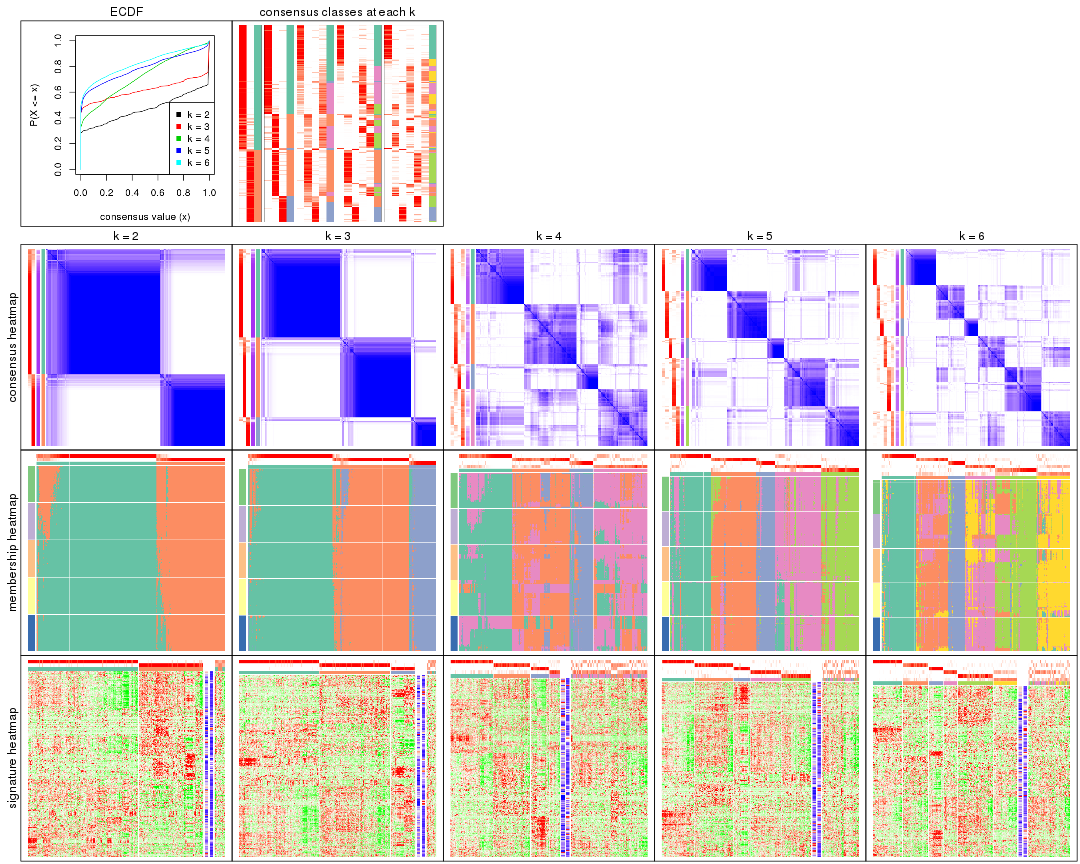 ECDF
consensus classes at each k
P(X <= x)
0.0 0.2 0.4 0.6 0.8 1.0
k = 2
k = 3
k = 4
k = 5
k = 6
0.0 0.2 0.4 0.6 0.8 1.0
consensus value (x)
k = 2
k = 3
k = 4
k = 5
k = 6
consensus heatmap
membership heatmap
signature heatmap